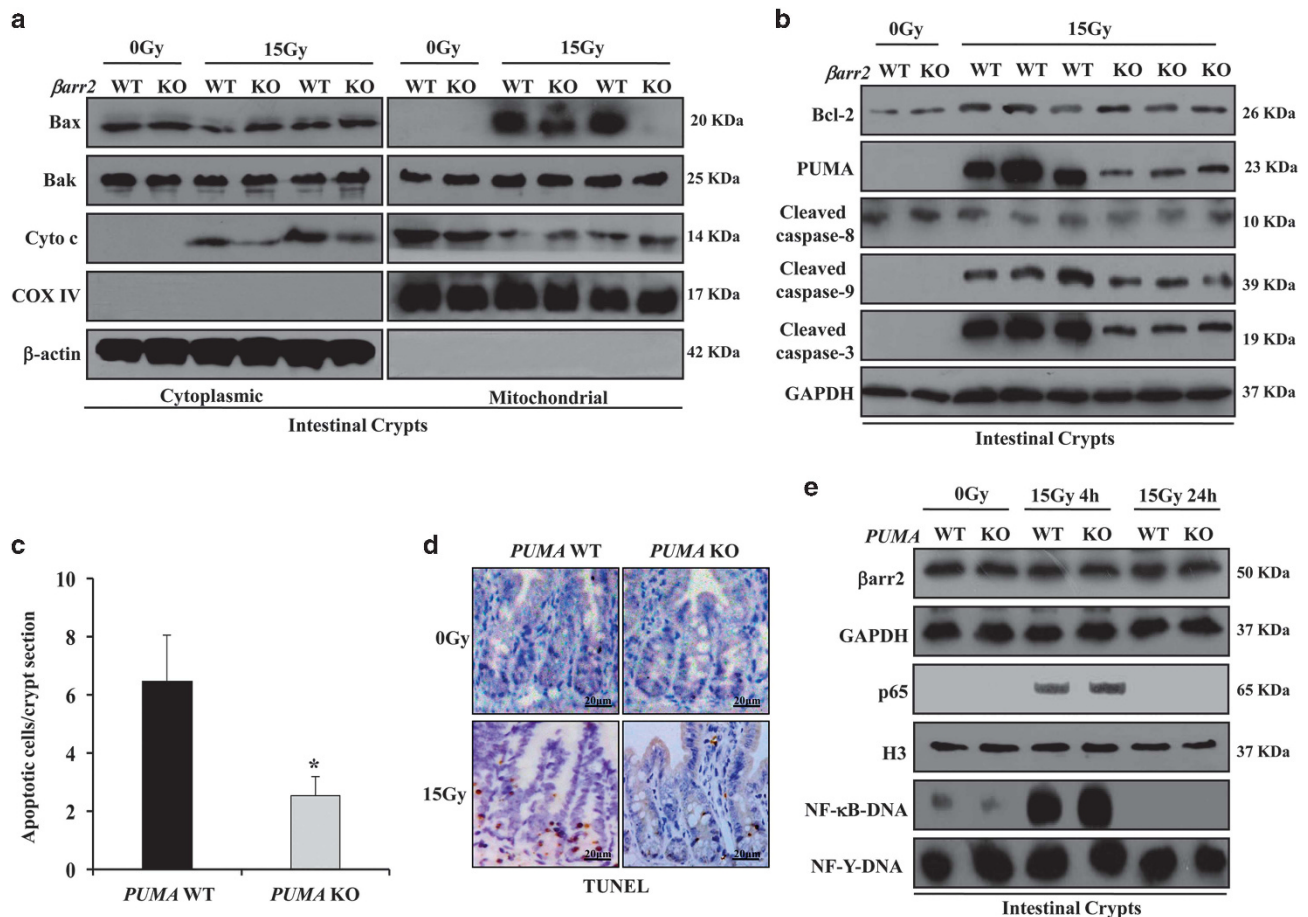 a
0Gy 15Gy 0Gy 15Gy
βarr2 WT KO WT KO WT KO WT KO WT KO WT KO
Bax 20 KDa
Bak 25 KDa
Cyto c 14 KDa
COX IV 17 KDa
β-actin 42 KDa
Cytoplasmic Mitochondrial
Intestinal Crypts
b
0Gy 15Gy
βarr2 WT KO WT WT WT KO KO KO
Bcl-2 26 KDa
PUMA 23 KDa
Cleaved
caspase-8 10 KDa
Cleaved
caspase-9 39 KDa
Cleaved
caspase-3 19 KDa
GAPDH 37 KDa
Intestinal Crypts
c
Apoptotic cells/crypt section
10
8
6
4
2
0
*
PUMA WT PUMA KO
d
PUMA WT PUMA KO
0Gy
20μm 20μm
15Gy
20μm 20μm
TUNEL
e
0Gy 15Gy 4h 15Gy 24h
PUMA WT KO WT KO WT KO
βarr2 50 KDa
GAPDH 37 KDa
p65 65 KDa
H3 37 KDa
NF-κB-DNA
NF-Y-DNA
Intestinal Crypts